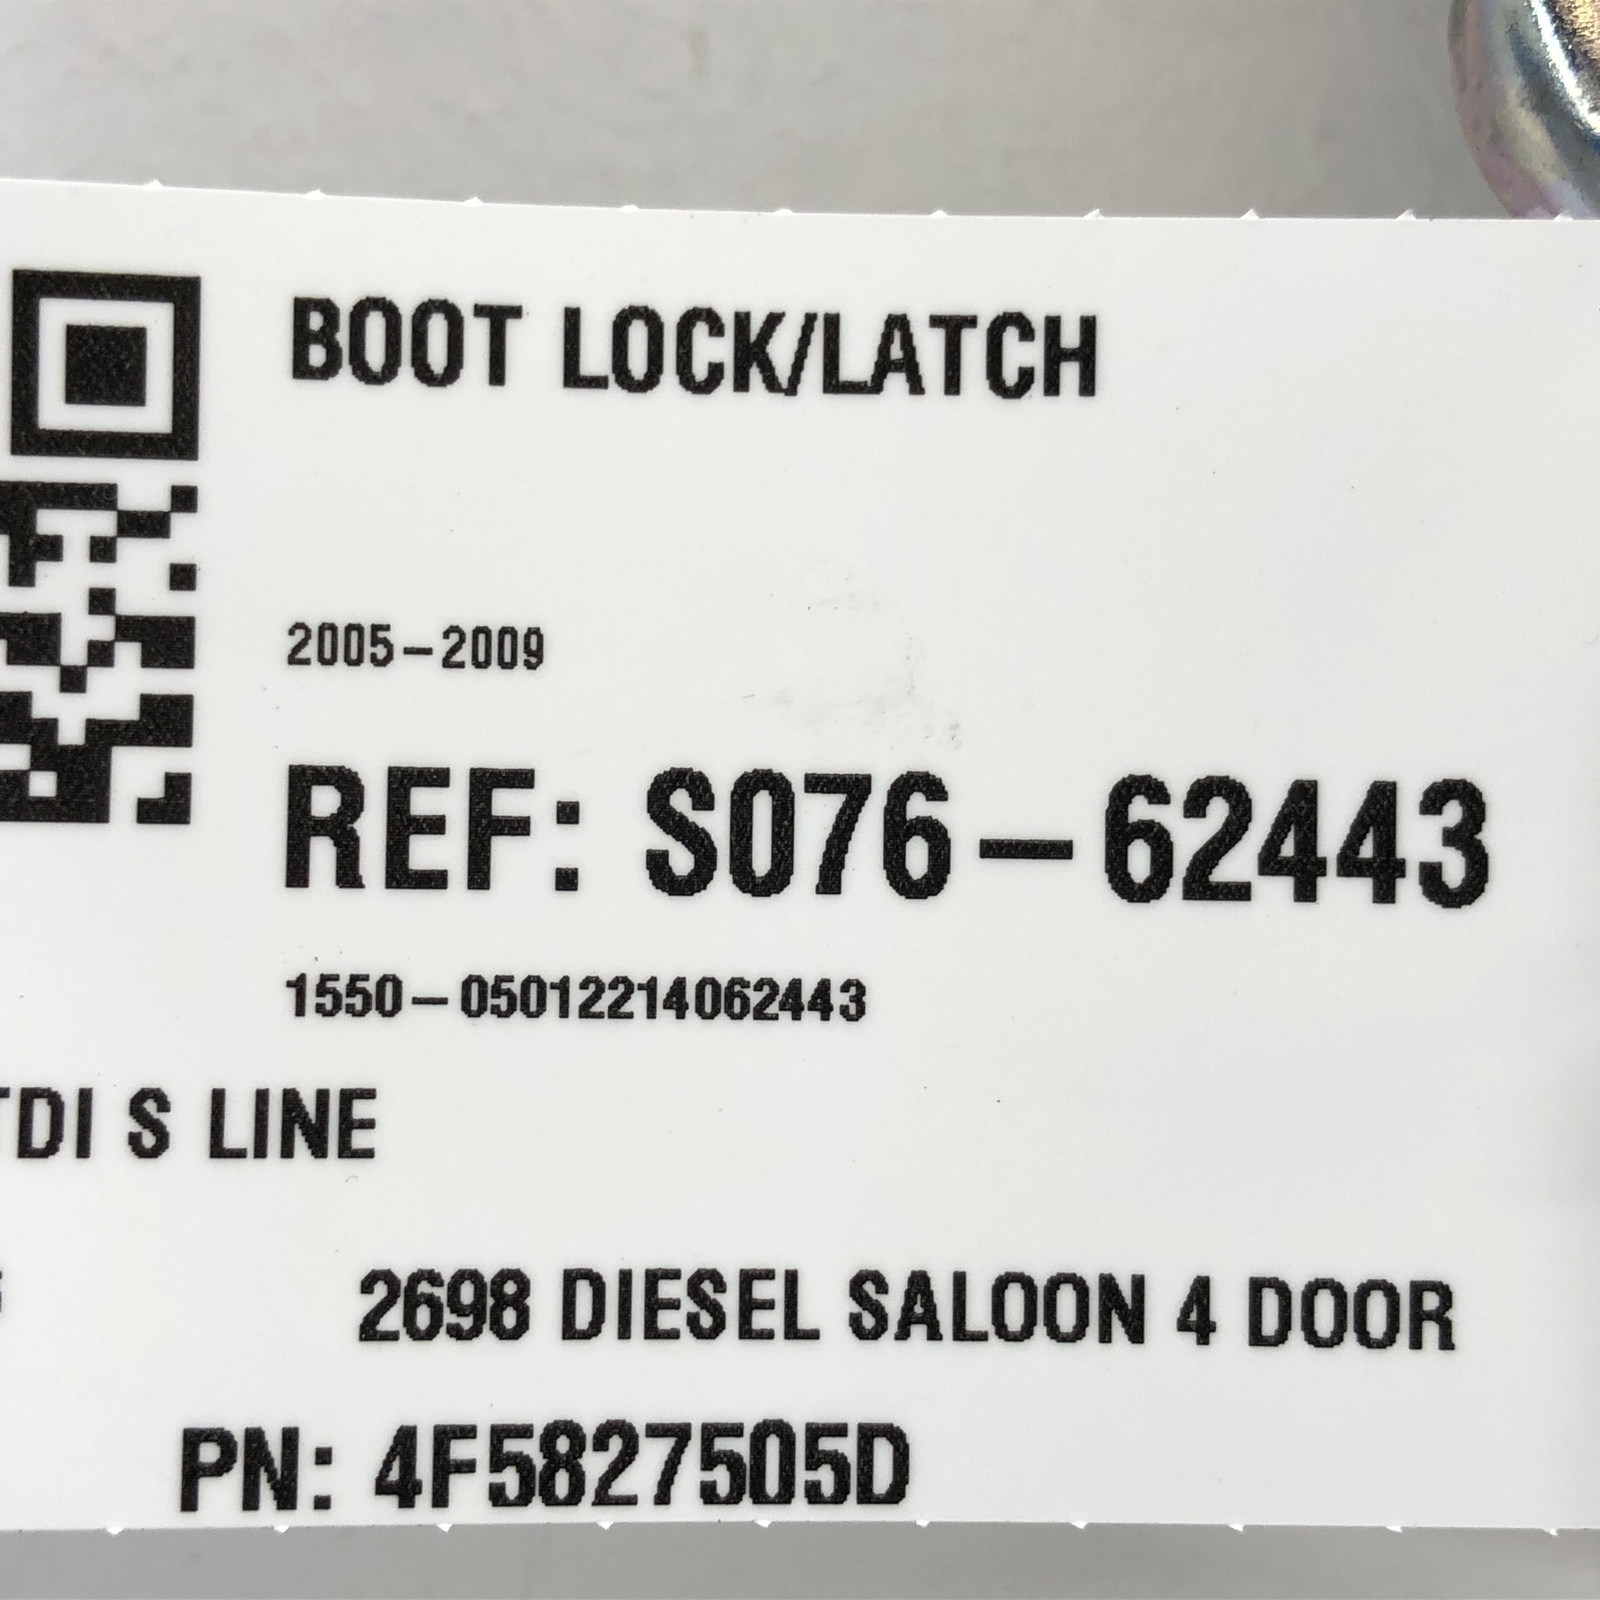 BOOT LOCK/LATCH
2005-2009
REF: S076-62443
1550-05012214062443
TDI S LINE
2698 DIESEL SALOON 4 DOOR
PN: 4F5827505D